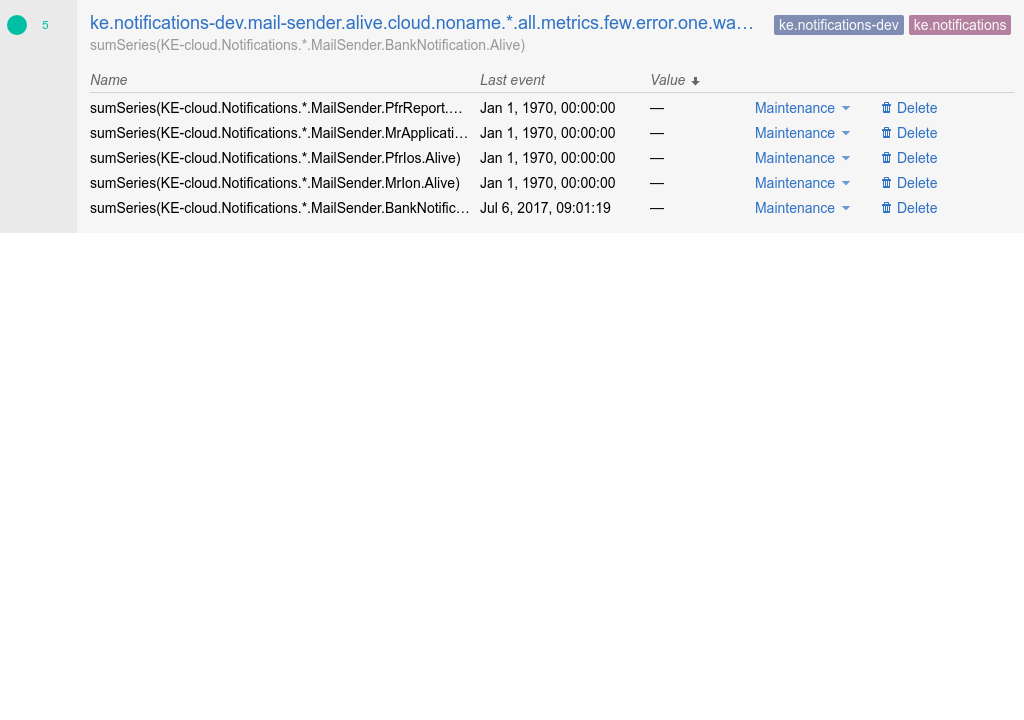 5 ke.notifications-dev.mail-sender.alive.cloud.noname.*.all.metrics.few.error.one.wa… ke.notifications-dev ke.notifications
sumSeries(KE-cloud.Notifications.*.MailSender.BankNotification.Alive)
Name Last event Value
sumSeries(KE-cloud.Notifications.*.MailSender.PfrReport.… Jan 1, 1970, 00:00:00 — Maintenance Delete
sumSeries(KE-cloud.Notifications.*.MailSender.MrApplicati… Jan 1, 1970, 00:00:00 — Maintenance Delete
sumSeries(KE-cloud.Notifications.*.MailSender.PfrIos.Alive) Jan 1, 1970, 00:00:00 — Maintenance Delete
sumSeries(KE-cloud.Notifications.*.MailSender.MrIon.Alive) Jan 1, 1970, 00:00:00 — Maintenance Delete
sumSeries(KE-cloud.Notifications.*.MailSender.BankNotific… Jul 6, 2017, 09:01:19 — Maintenance Delete